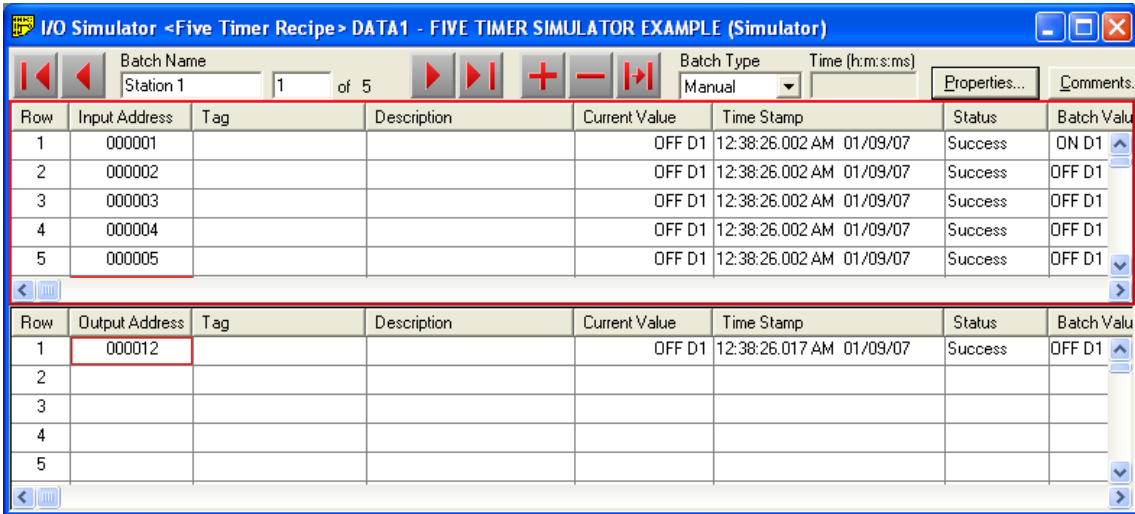 I/O Simulator <Five Timer Recipe> DATA1 - FIVE TIMER SIMULATOR EXAMPLE (Simulator)
Batch Name Batch Type Time (h:m:s:ms)
Station 1 1 of 5 Manual Properties... Comments.
Row Input Address Tag Description Current Value Time Stamp Status Batch Valu
1 000001 OFF D1 12:38:26.002 AM 01/09/07 Success ON D1
2 000002 OFF D1 12:38:26.002 AM 01/09/07 Success OFF D1
3 000003 OFF D1 12:38:26.002 AM 01/09/07 Success OFF D1
4 000004 OFF D1 12:38:26.002 AM 01/09/07 Success OFF D1
5 000005 OFF D1 12:38:26.002 AM 01/09/07 Success OFF D1
Row Output Address Tag Description Current Value Time Stamp Status Batch Valu
1 000012 OFF D1 12:38:26.017 AM 01/09/07 Success OFF D1
2
3
4
5